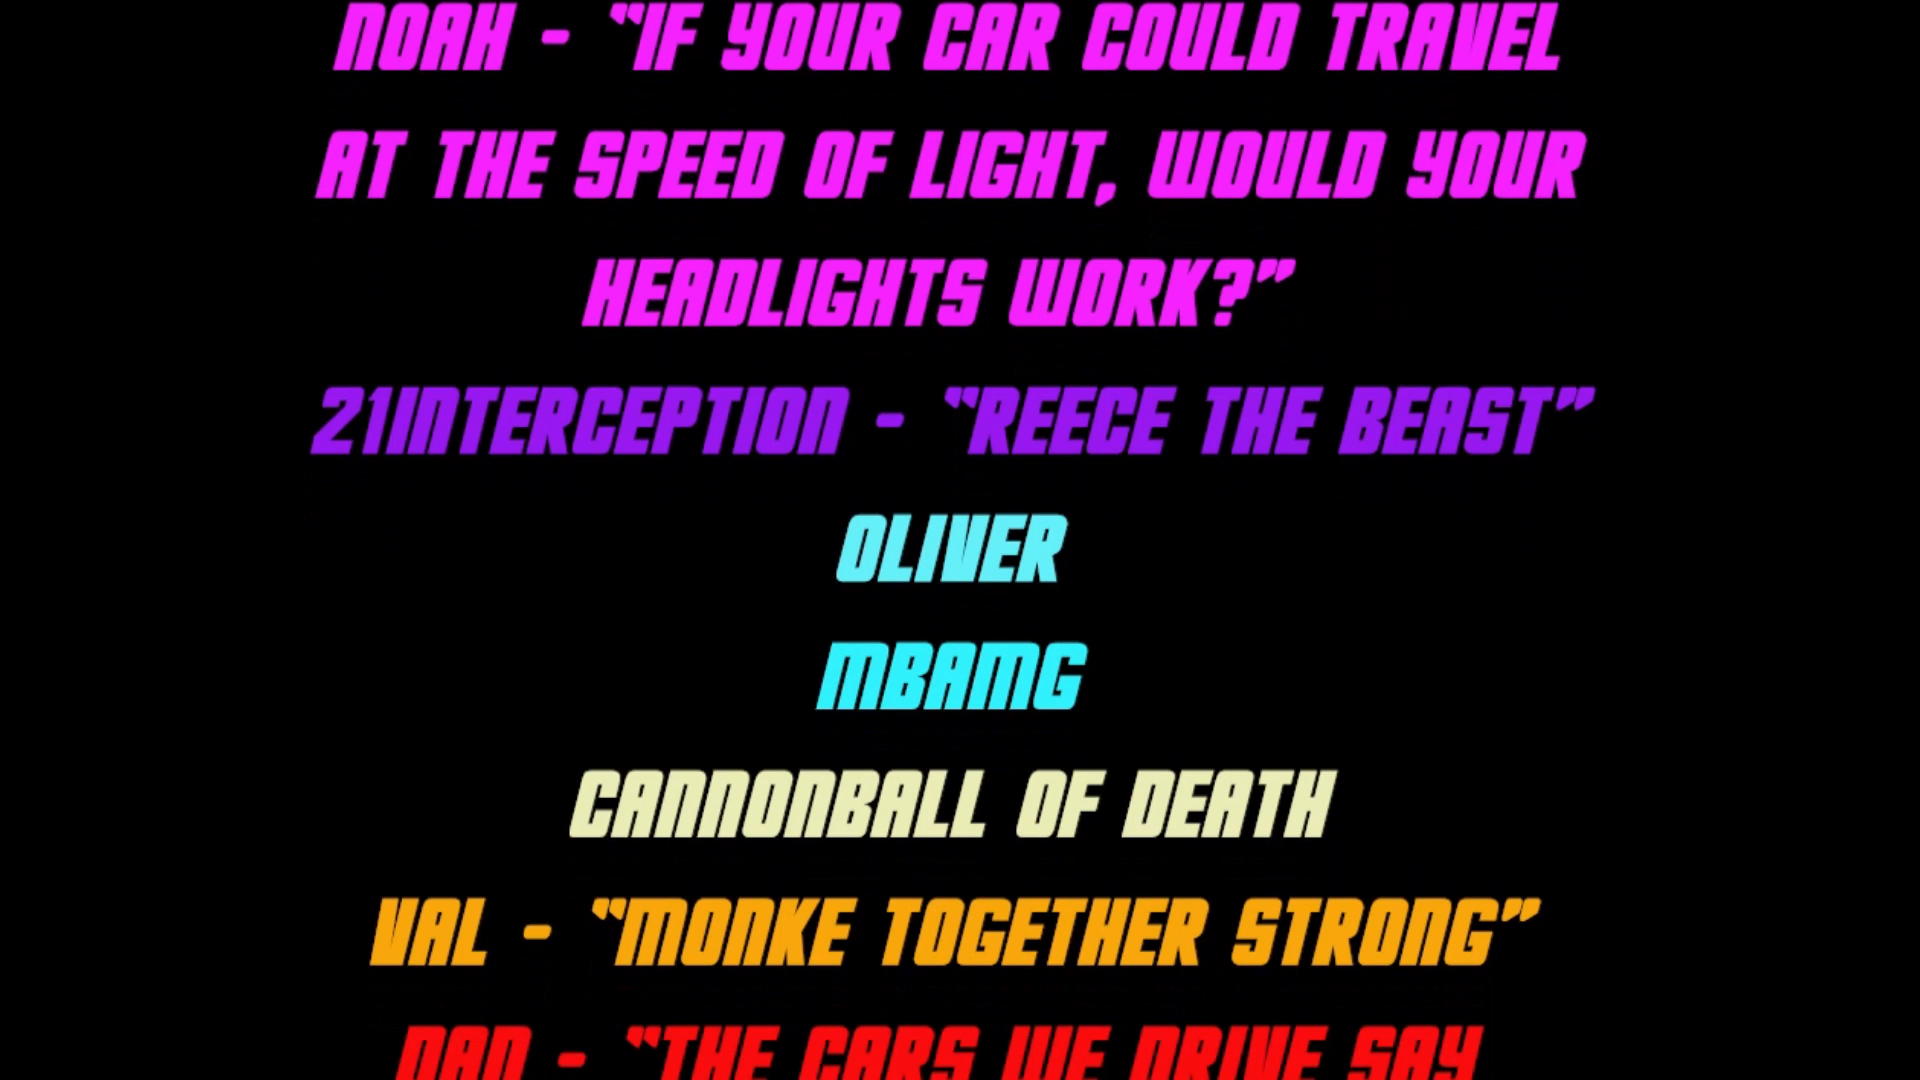 NOAH - “IF YOUR CAR COULD TRAVEL
AT THE SPEED OF LIGHT, WOULD YOUR
HEADLIGHTS WORK?”
21INTERCEPTION - “REECE THE BEAST”
OLIVER
MBAMG
CANNONBALL OF DEATH
VAL - “MONKE TOGETHER STRONG”
- “THE CARS WE DRIVE SAY